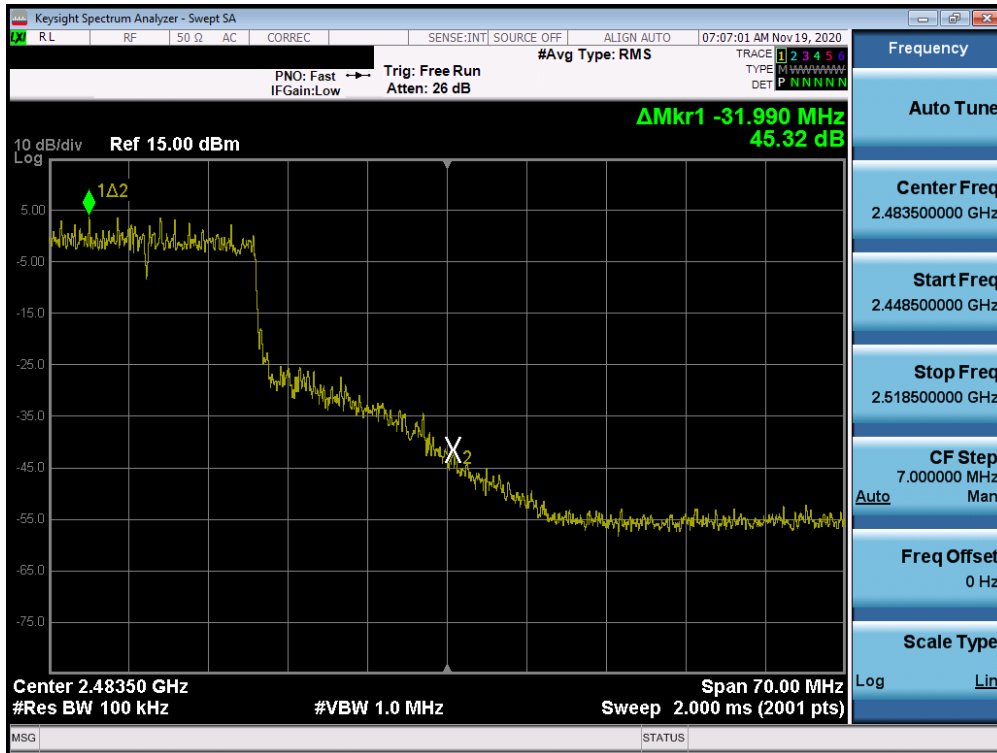 Keysight Spectrum Analyzer - Swept SA
LXI RL RF 50 Ω AC CORREC SENSE:INT SOURCE OFF ALIGN AUTO 07:07:01 AM Nov 19, 2020
Frequency
#Avg Type: RMS
TRACE 1 2 3 4 5 6
PNO: Fast Trig: Free Run
TYPE M WWWWW
IFGain:Low Atten: 26 dB
DET P N N N N N
Auto Tune
ΔMkr1 -31.990 MHz
45.32 dB
10 dB/div Ref 15.00 dBm
Log
1Δ2
5.00
-5.00
-15.0
-25.0
-35.0
-45.0
-55.0
-65.0
-75.0
X2
Center Freq
2.483500000 GHz
Start Freq
2.448500000 GHz
Stop Freq
2.518500000 GHz
CF Step
7.000000 MHz
Auto Man
Freq Offset
0 Hz
Scale Type
Log Lin
Center 2.48350 GHz Span 70.00 MHz
#Res BW 100 kHz #VBW 1.0 MHz Sweep 2.000 ms (2001 pts)
MSG STATUS